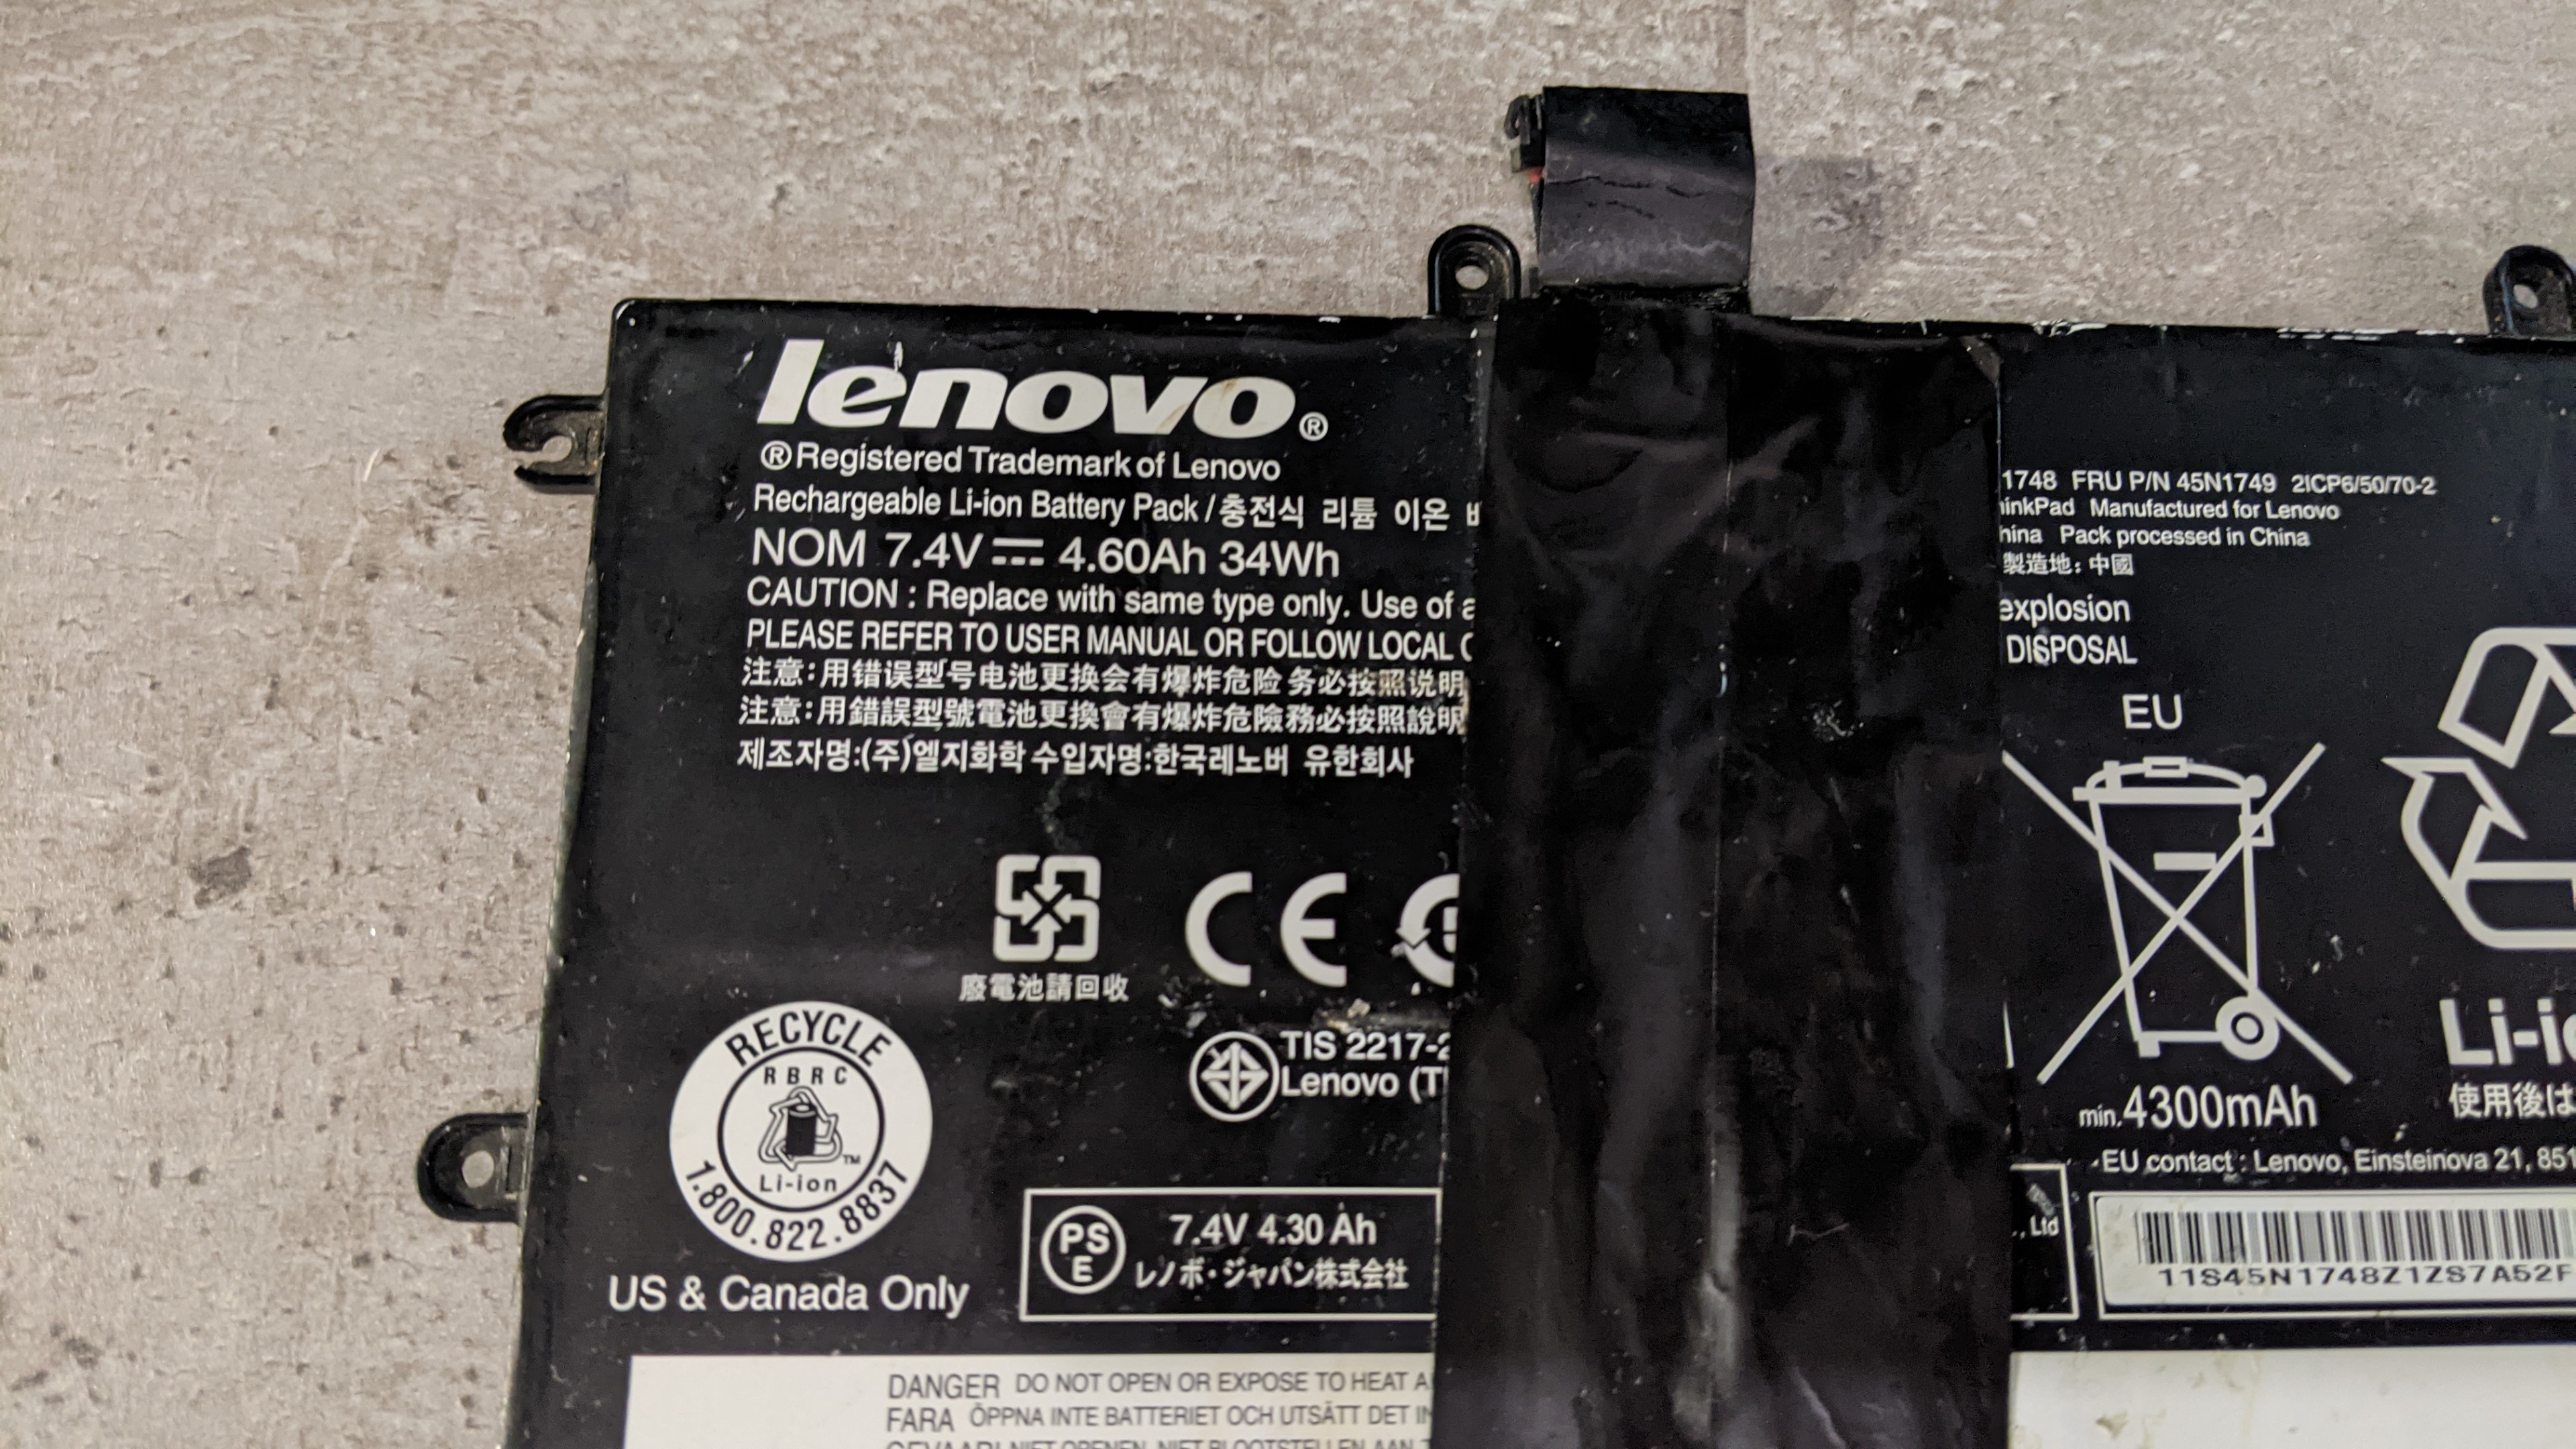 lenovo®
®Registered Trademark of Lenovo
Rechargeable Li-ion Battery Pack / 충전식 리튬 이온
NOM 7.4V 4.60Ah 34Wh
CAUTION : Replace with same type only. Use of
PLEASE REFER TO USER MANUAL OR FOLLOW LOCAL
注意:用错误型号电池更换会有爆炸危险 务必按照说明
注意:用錯誤型號電池更換會有爆炸危險務必按照說明
제조자명:(주)엘지화학 수입자명:한국레노버 유한회사
1748 FRU P/N 45N1749 2ICP6/50/70-2
inkPad Manufactured for Lenovo
hina Pack processed in China
製造地: 中國
explosion
DISPOSAL
EU
CE
廢電池請回收
RECYCLE
RBRC
TM
Li-ion
1.800.822.8837
US & Canada Only
TIS 2217-2
Lenovo (T
PSE
7.4V 4.30 Ah
レノボ・ジャパン株式会社
min.4300mAh
Li-i
使用後は
EU contact : Lenovo, Einsteinova 21, 851
, Ltd
11S45N1748Z1ZS7A52F
DANGER DO NOT OPEN OR EXPOSE TO HEAT A
FARA ÖPPNA INTE BATTERIET OCH UTSÄTT DET IN